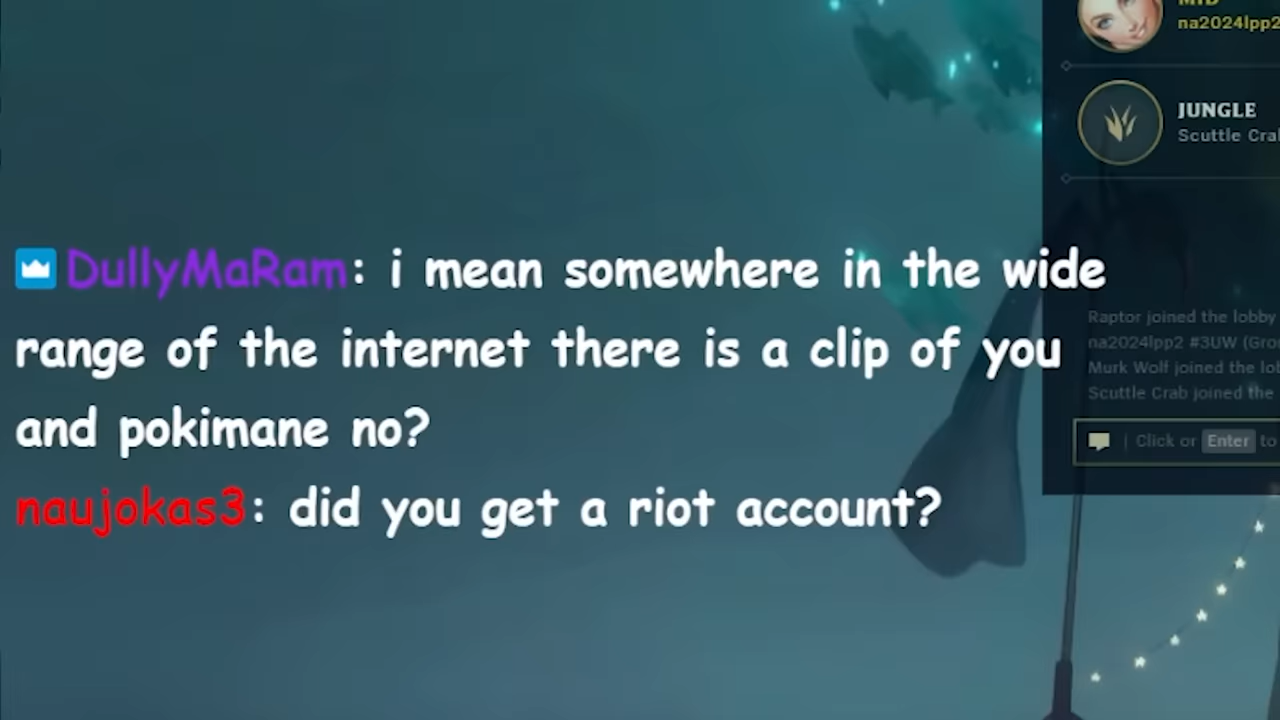 MID
na2024lpp2
JUNGLE
Scuttle
DullyMaRam: i mean somewhere in the wide
range of the internet there is a clip of you
and pokimane no?
naujokas3: did you get a riot account?
Raptor joined the lobby
na2024lpp2 #3UW
Murk Wolf joined the
Scuttle Crab joined the
Click or Enter to